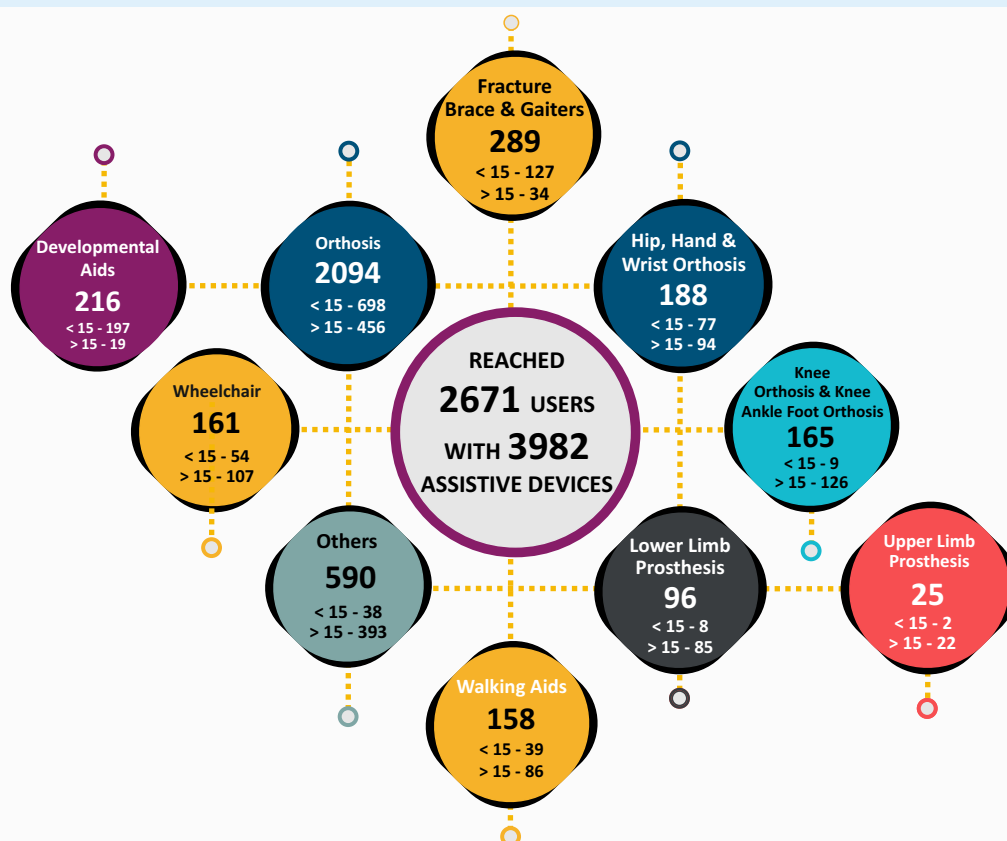 Fracture
Brace & Gaiters
289
< 15 - 127
> 15 - 34
Developmental
Aids
216
< 15 - 197
> 15 - 19
Orthosis
2094
< 15 - 698
> 15 - 456
Hip, Hand &
Wrist Orthosis
188
< 15 - 77
> 15 - 94
Wheelchair
161
< 15 - 54
> 15 - 107
REACHED
2671 USERS
WITH 3982
ASSISTIVE DEVICES
Knee
Orthosis & Knee
Ankle Foot Orthosis
165
< 15 - 9
> 15 - 126
Others
590
< 15 - 38
> 15 - 393
Lower Limb
Prosthesis
96
< 15 - 8
> 15 - 85
Upper Limb
Prosthesis
25
< 15 - 2
> 15 - 22
Walking Aids
158
< 15 - 39
> 15 - 86